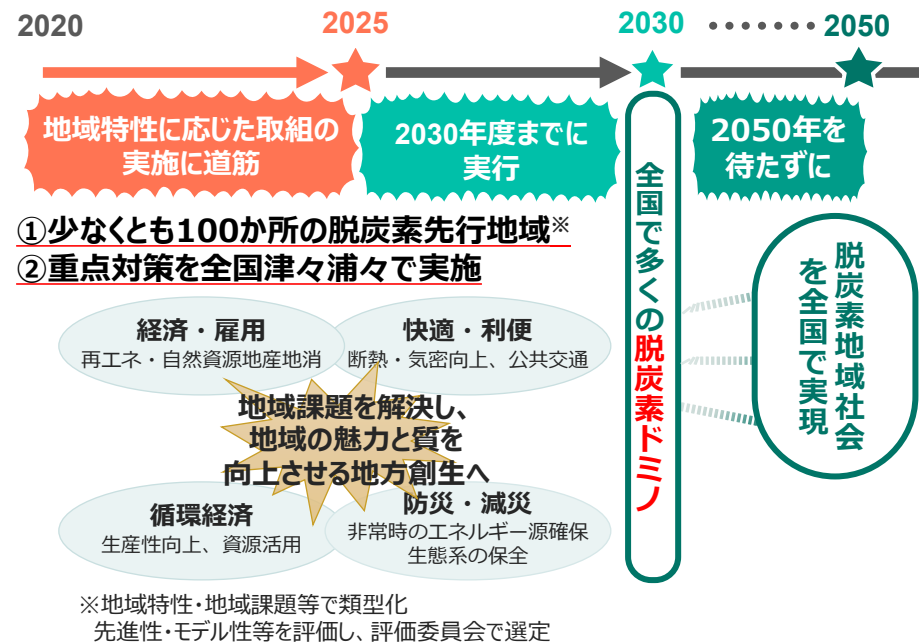 2020
2025
2030
・・・・・・・
2050
地域特性に応じた取組の
実施に道筋
2030年度までに
実行
2050年を
待たずに
①少なくとも100か所の脱炭素先行地域※
②重点対策を全国津々浦々で実施
経済・雇用
再エネ・自然資源地産地消
快適・利便
断熱・気密向上、公共交通
地域課題を解決し、
地域の魅力と質を
向上させる地方創生へ
循環経済
生産性向上、資源活用
防災・減災
非常時のエネルギー源確保
生態系の保全
全国で多くの脱炭素ドミノ
脱炭素地域社会
を全国で実現
※地域特性・地域課題等で類型化
先進性・モデル性等を評価し、評価委員会で選定